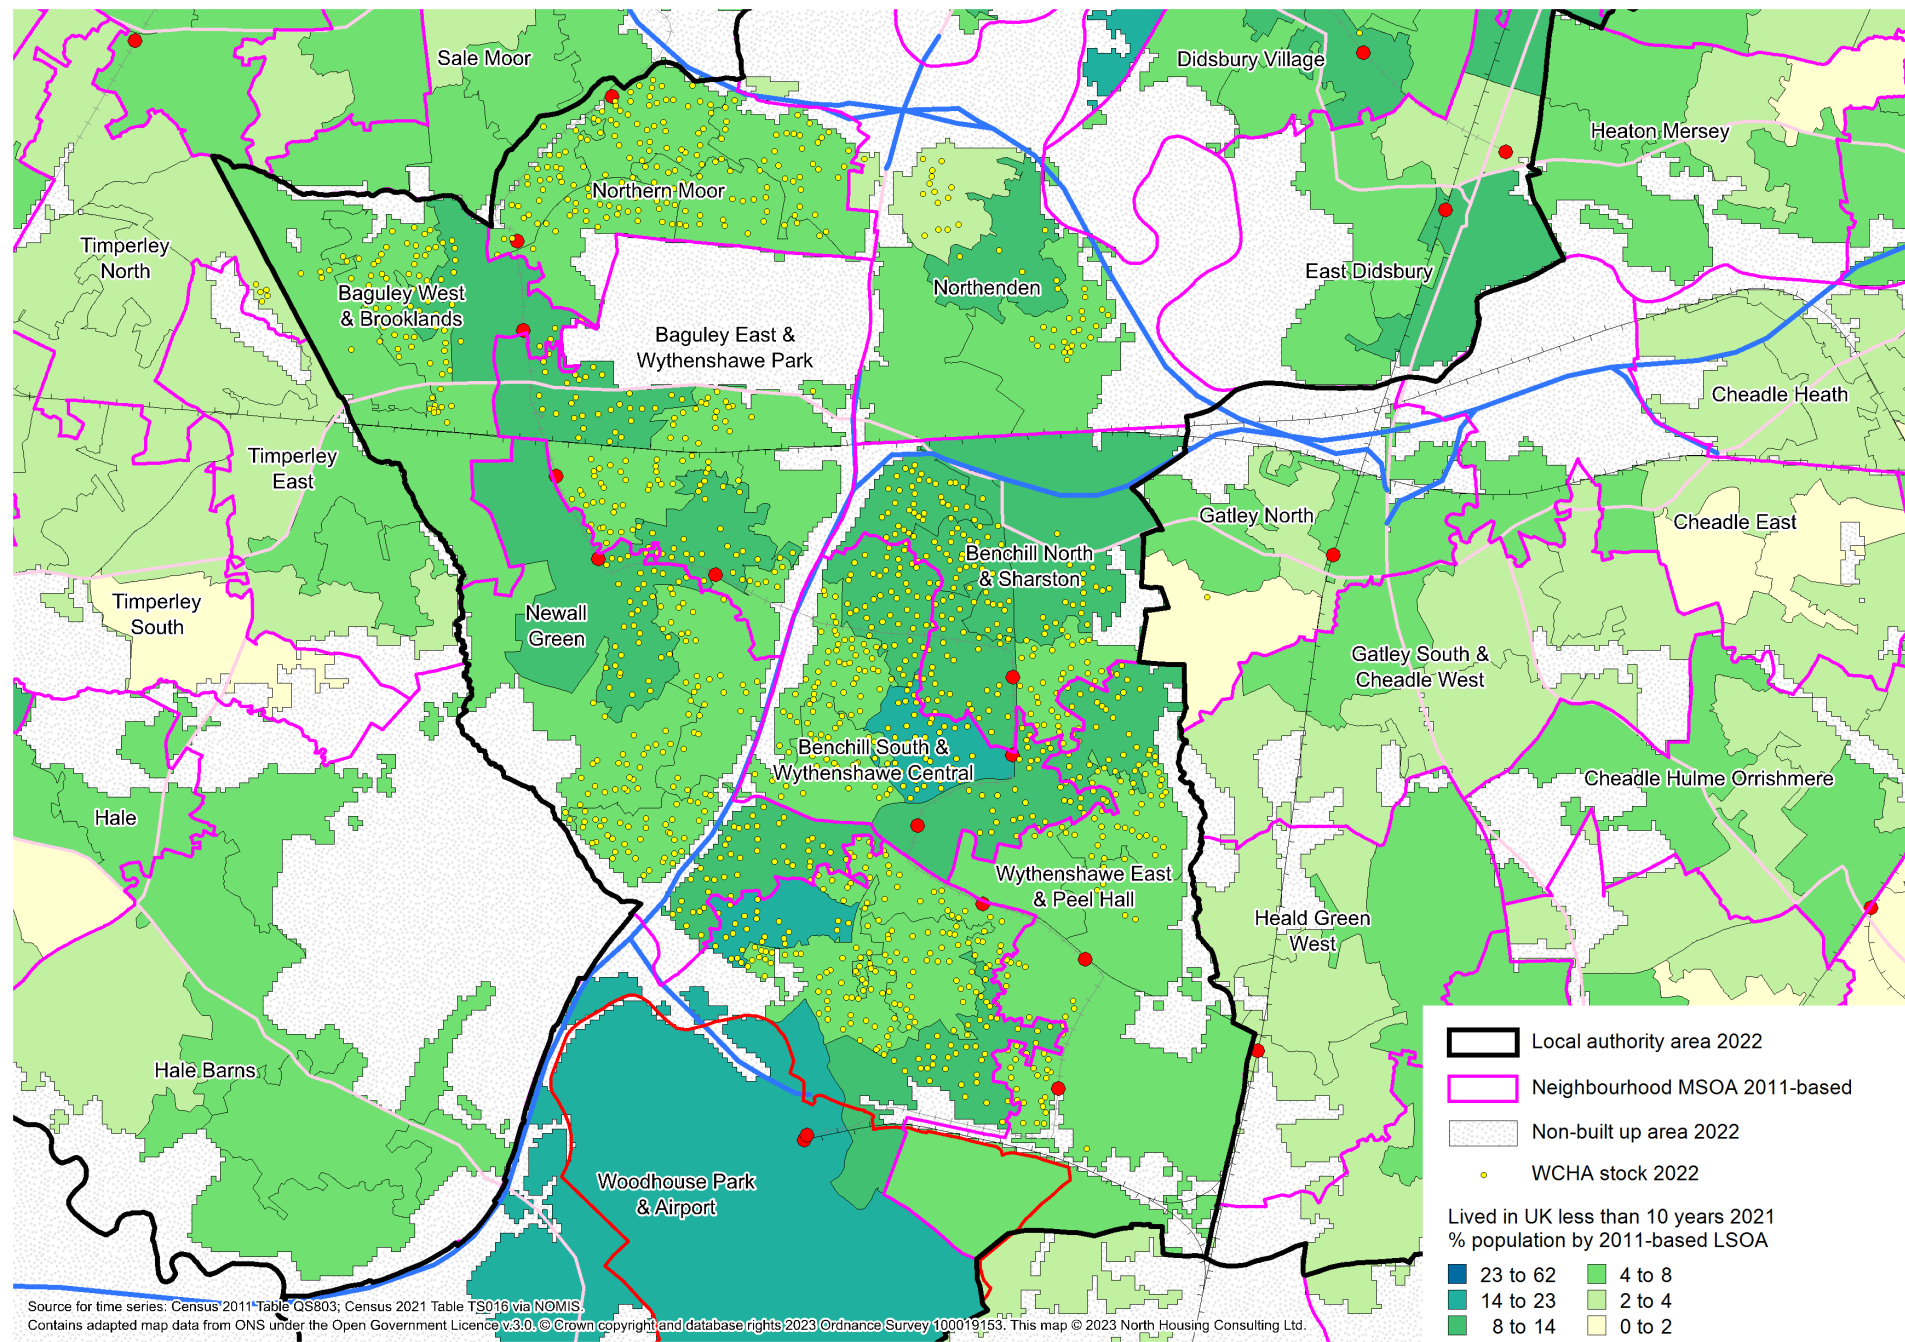 Sale Moor
Didsbury Village
Heaton Mersey
Northern Moor
Timperley
North
East Didsbury
Northenden
Baguley West
& Brooklands
Baguley East &
Wythenshawe Park
Cheadle Heath
Timperley
East
Gatley North
Cheadle East
Benchill North
& Sharston
Timperley
South
Newall
Green
Gatley South &
Cheadle West
Benchill South &
Wythenshawe Central
Cheadle Hulme Orrishmere
Hale
Wythenshawe East
& Peel Hall
Heald Green
West
Hale Barns
Woodhouse Park
& Airport
Local authority area 2022
Neighbourhood MSOA 2011-based
Non-built up area 2022
WCHA stock 2022
Lived in UK less than 10 years 2021
% population by 2011-based LSOA
23 to 62
4 to 8
14 to 23
2 to 4
8 to 14
0 to 2
Source for time series: Census 2011 Table QS803; Census 2021 Table TS016 via NOMIS.
Contains adapted map data from ONS under the Open Government Licence v.3.0. © Crown copyright and database rights 2023 Ordnance Survey 100019153. This map © 2023 North Housing Consulting Ltd.